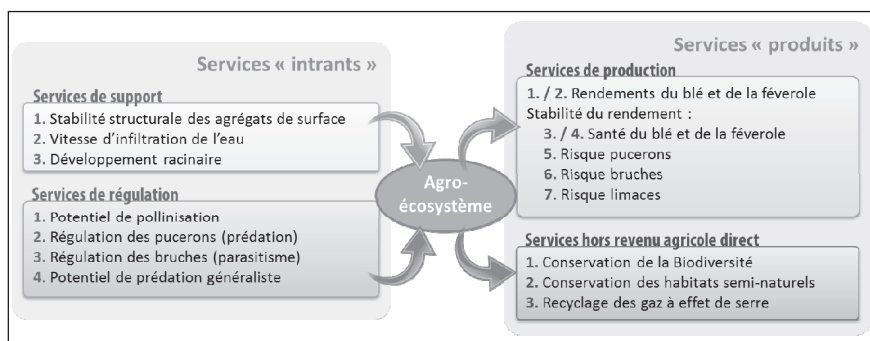 Services « intrants »
Services de support
1. Stabilité structurale des agrégats de surface
2. Vitesse d'infiltration de l'eau
3. Développement racinaire
Services de régulation
1. Potentiel de pollinisation
2. Régulation des pucerons (prédation)
3. Régulation des bruches (parasitisme)
4. Potentiel de prédation généraliste
Agro-
écosystème
Services « produits »
Services de production
1. / 2. Rendements du blé et de la féverole
Stabilité du rendement :
3. / 4. Santé du blé et de la féverole
5. Risque pucerons
6. Risque bruches
7. Risque limaces
Services hors revenu agricole direct
1. Conservation de la Biodiversité
2. Conservation des habitats semi-naturels
3. Recyclage des gaz à effet de serre